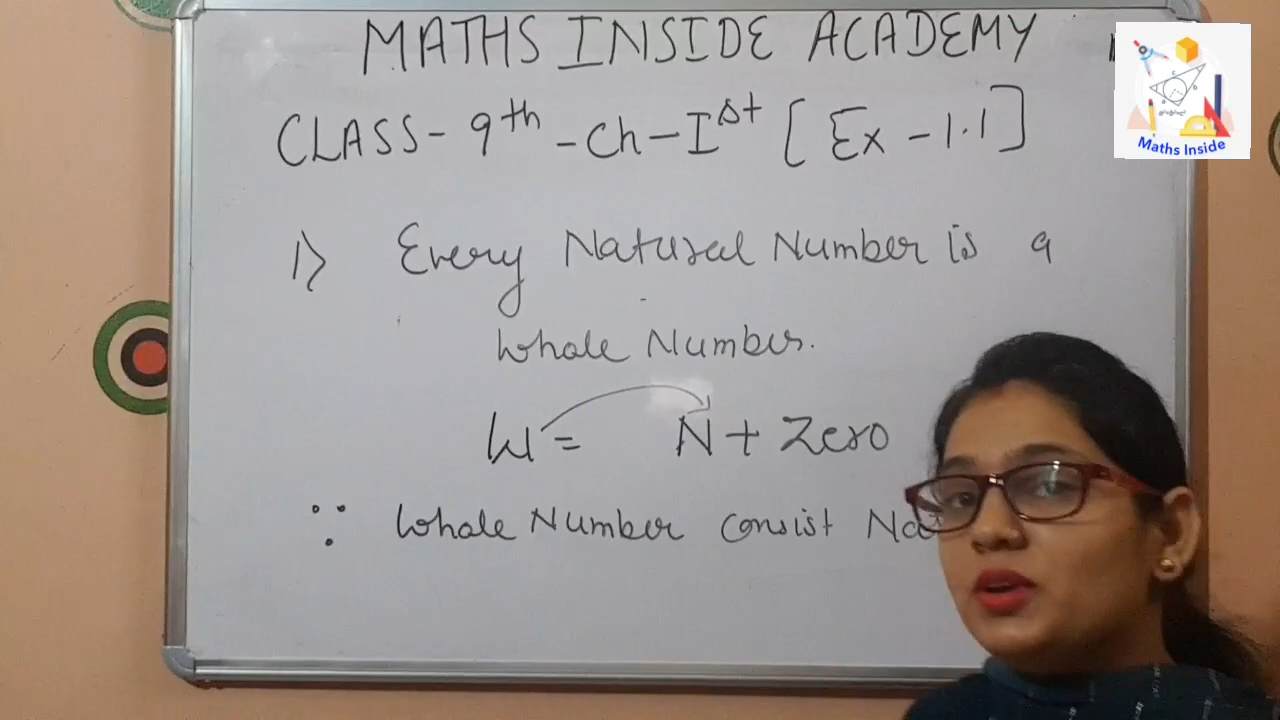 MATHS INSIDE ACADEMY
CLASS - 9th - Ch - Ist [Ex - 1.1]
1) Every Natural Number is a
Whole Number.
W = N + Zero
∵ Whole Number Consist
Maths Inside